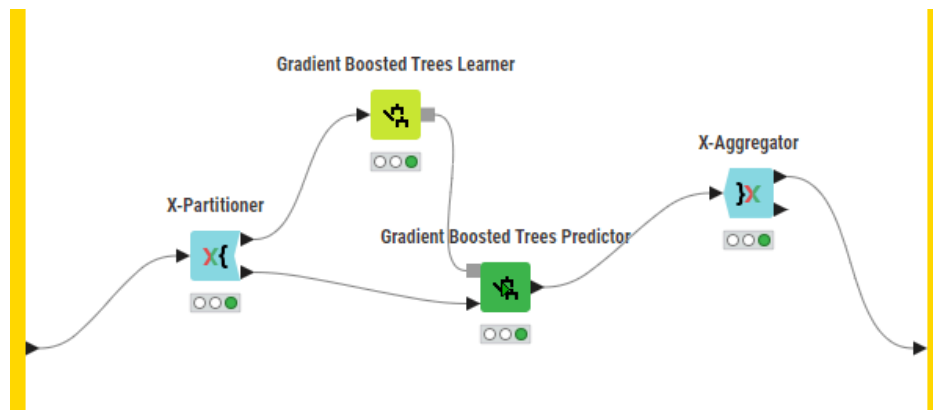 Gradient Boosted Trees Learner
X-Aggregator
X-Partitioner
Gradient Boosted Trees Predictor